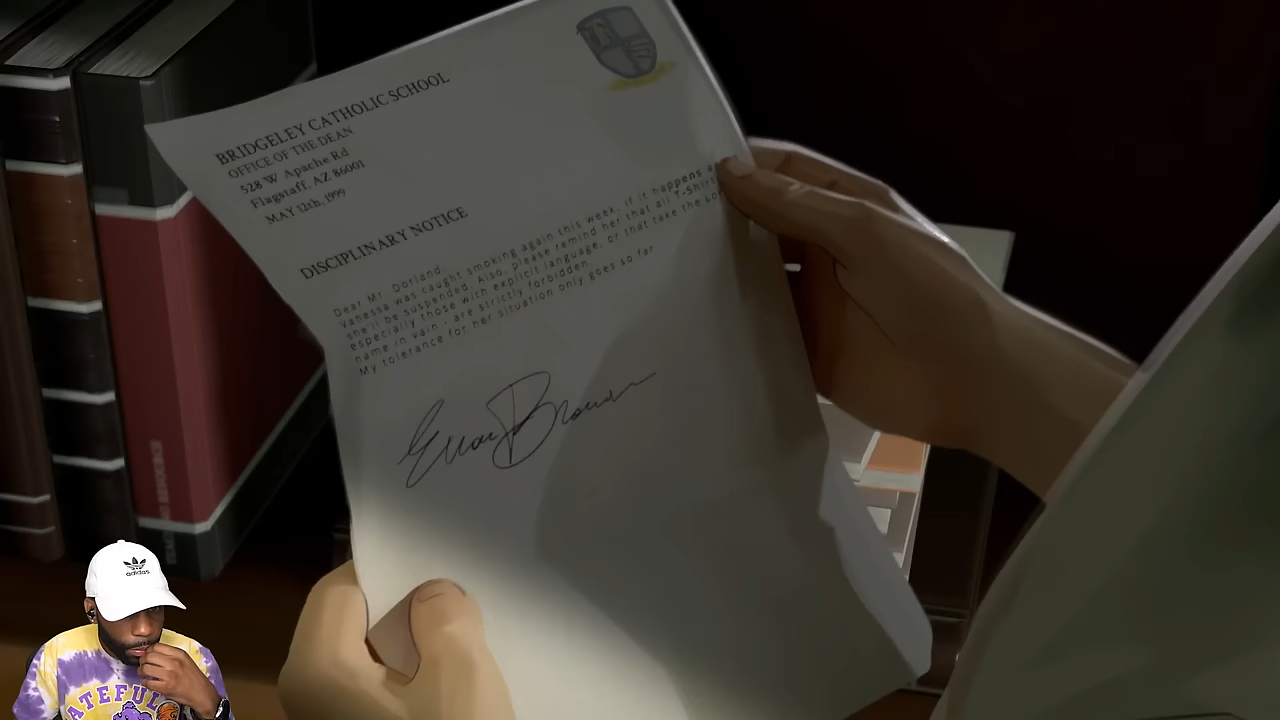 BRIDGELEY CATHOLIC SCHOOL
OFFICE OF THE DEAN
528 W Apache Rd
Flagstaff, AZ 86001
MAY 12th, 1999
DISCIPLINARY NOTICE
Dear Mr. Dorland,
Vanessa was caught smoking again this week, if it happens
she'll be suspended. Also, please remind her that all T-Shirts
especially those with explicit language, or that take the
name in vain - are strictly forbidden
My tolerance for her situation only goes so far
adidas
ATEFUL